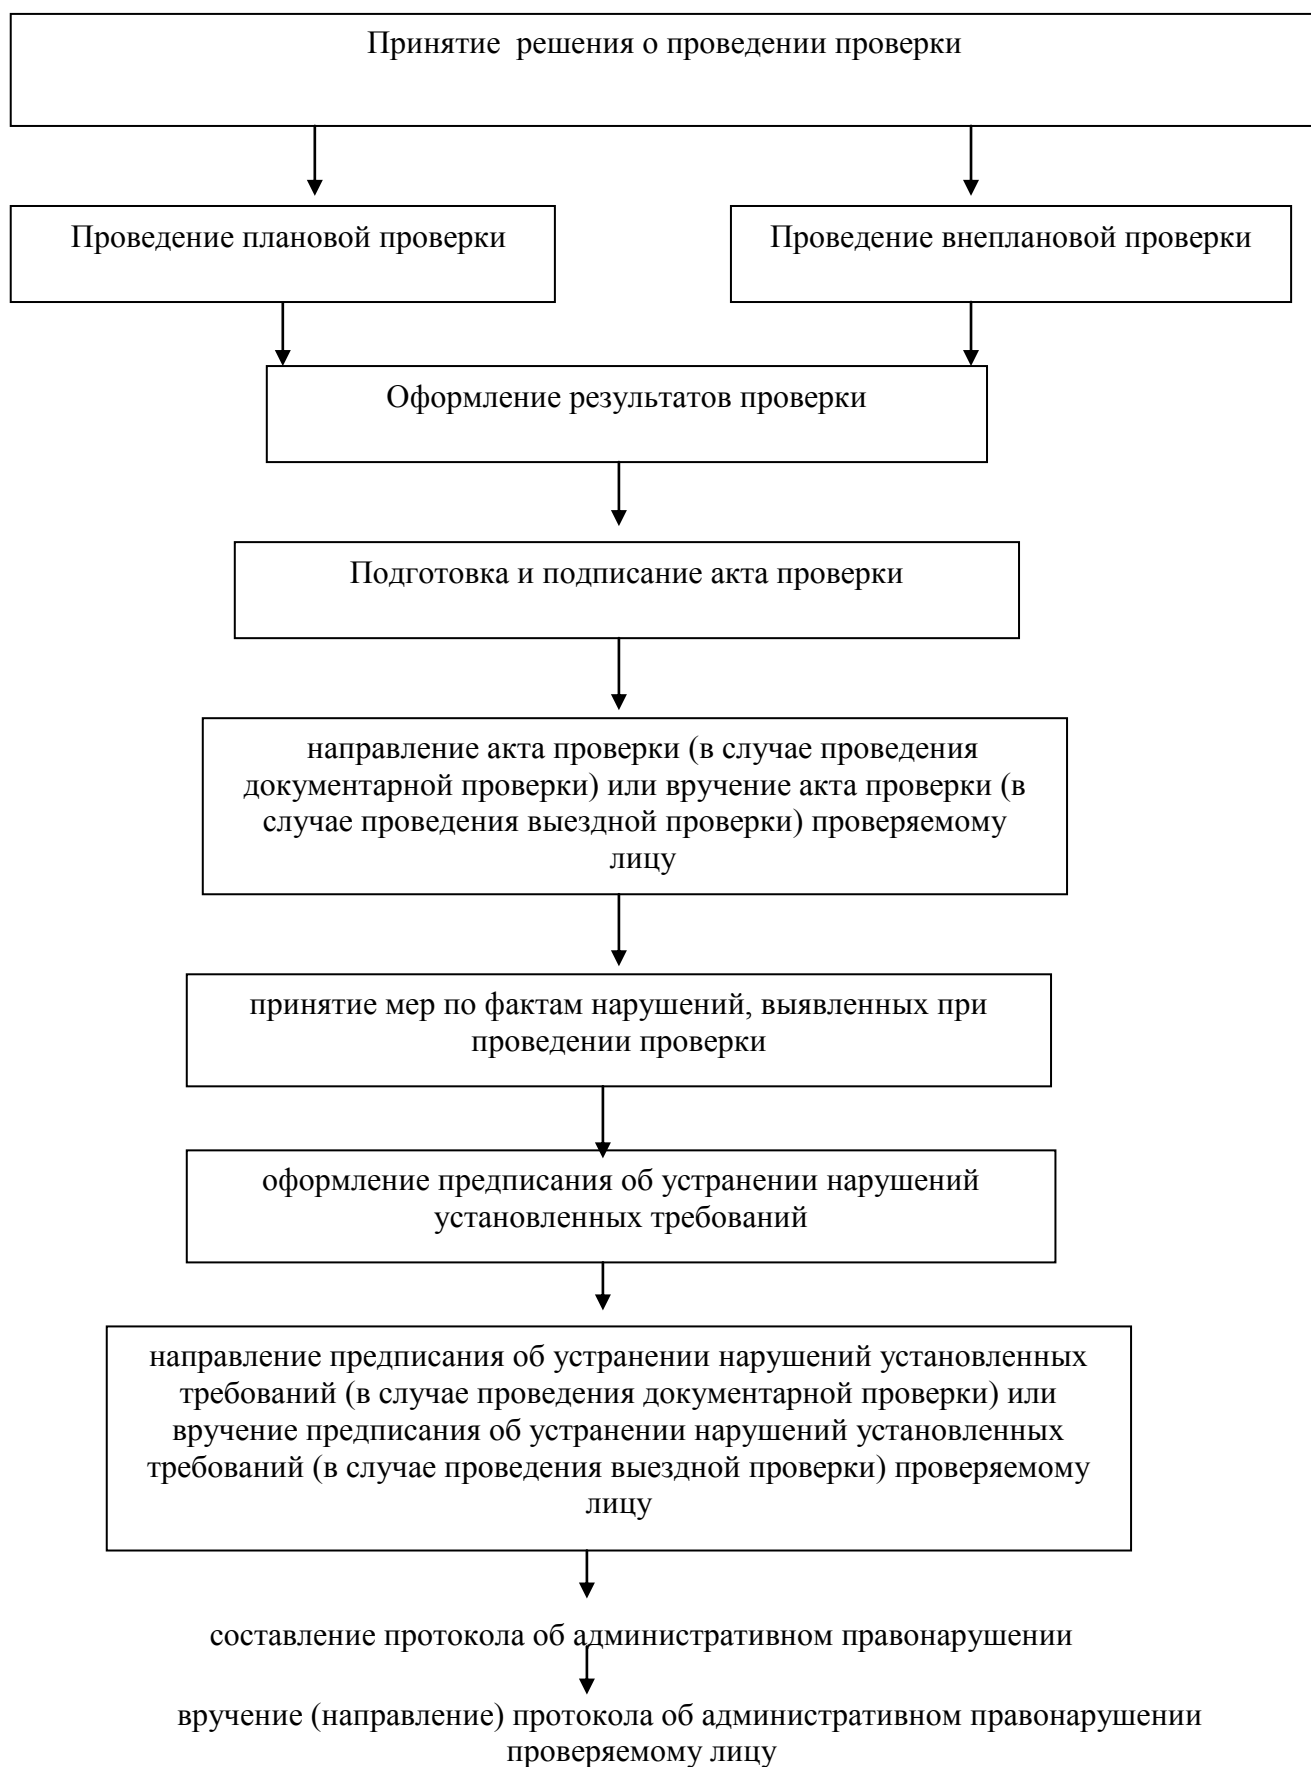 Принятие решения о проведении проверки
Проведение плановой проверки
Проведение внеплановой проверки
Оформление результатов проверки
Подготовка и подписание акта проверки
направление акта проверки (в случае проведения
документарной проверки) или вручение акта проверки (в
случае проведения выездной проверки) проверяемому
лицу
принятие мер по фактам нарушений, выявленных при
проведении проверки
оформление предписания об устранении нарушений
установленных требований
направление предписания об устранении нарушений установленных
требований (в случае проведения документарной проверки) или
вручение предписания об устранении нарушений установленных
требований (в случае проведения выездной проверки) проверяемому
лицу
составление протокола об административном правонарушении
вручение (направление) протокола об административном правонарушении
проверяемому лицу